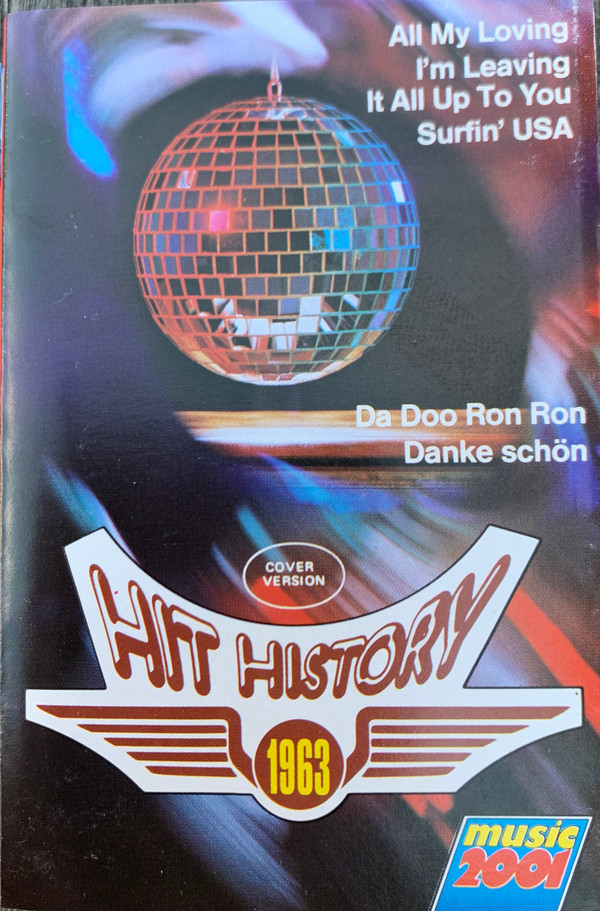 All My Loving
I'm Leaving
It All Up To You
Surfin' USA
Da Doo Ron Ron
Danke schön
COVER
VERSION
HIT HISTORY
1963
music
2001